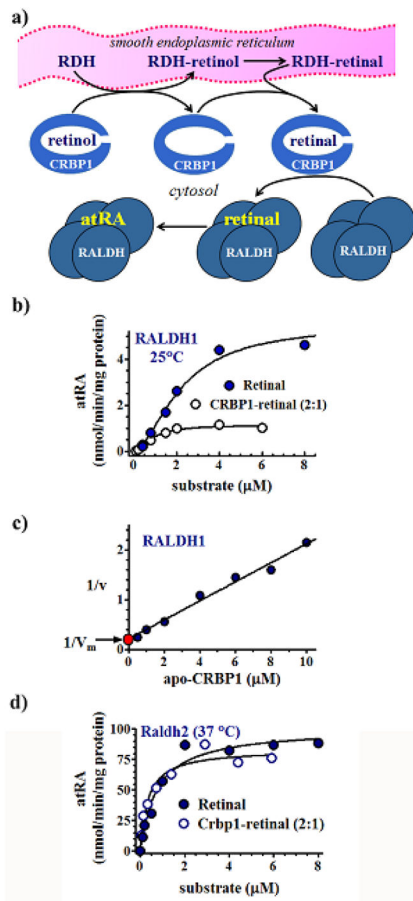 a)
smooth endoplasmic reticulum
RDH RDH-retinol RDH-retinal
retinol retinal
CRBP1 CRBP1 CRBP1
cytosol
atRA retinal
RALDH RALDH RALDH
b)
RALDH1
25°C
Retinal
CRBP1-retinal (2:1)
atRA
(nmol/min/mg protein)
4
2
0
0 2 4 6 8
substrate (μM)
c)
RALDH1
2
1/v
1
1/Vm
0
0 2 4 6 8 10
apo-CRBP1 (μM)
d)
Raldh2 (37 °C)
atRA
(nmol/min/mg protein)
100
75
50
25
0
Retinal
Crbp1-retinal (2:1)
0 2 4 6 8
substrate (μM)